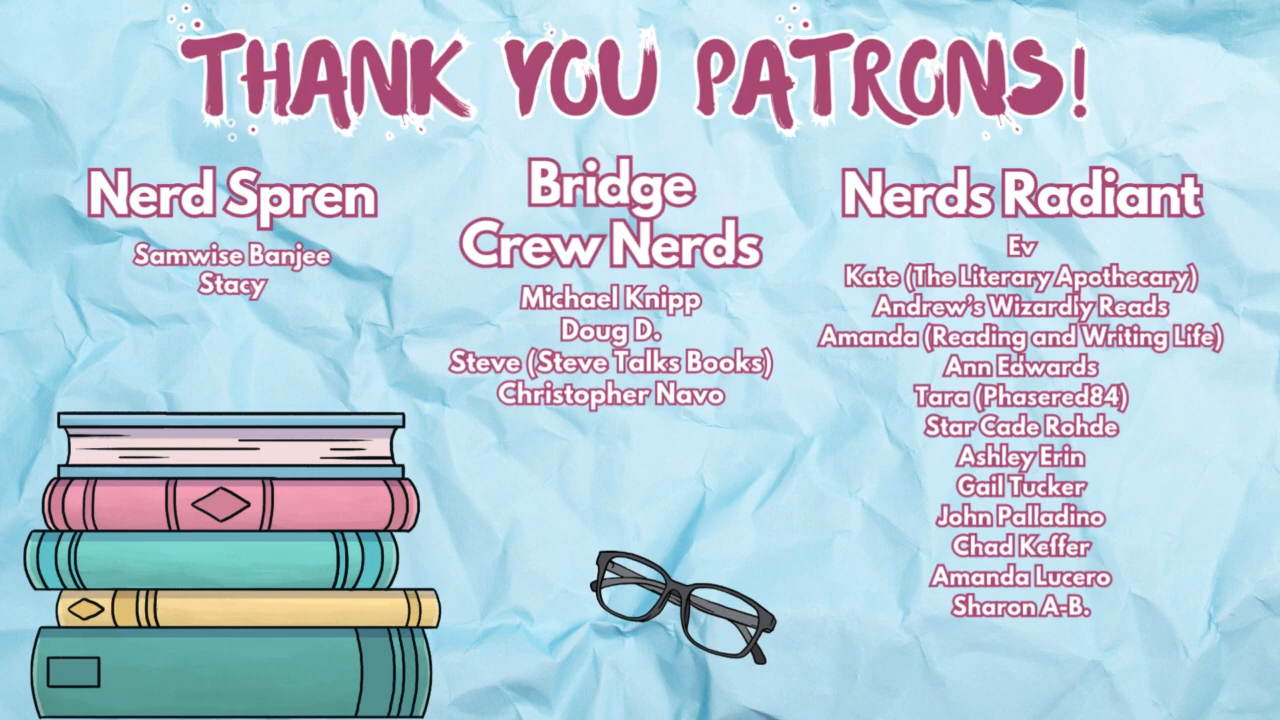 THANK YOU PATRONS!
Nerd Spren
Samwise Banjee
Stacy
Bridge
Crew Nerds
Michael Knipp
Doug D.
Steve (Steve Talks Books)
Christopher Navo
Nerds Radiant
Ev
Kate (The Literary Apothecary)
Andrew's Wizardly Reads
Amanda (Reading and Writing Life)
Ann Edwards
Tara (Phasered84)
Star Cade Rohde
Ashley Erin
Gail Tucker
John Palladino
Chad Keffer
Amanda Lucero
Sharon A-B.